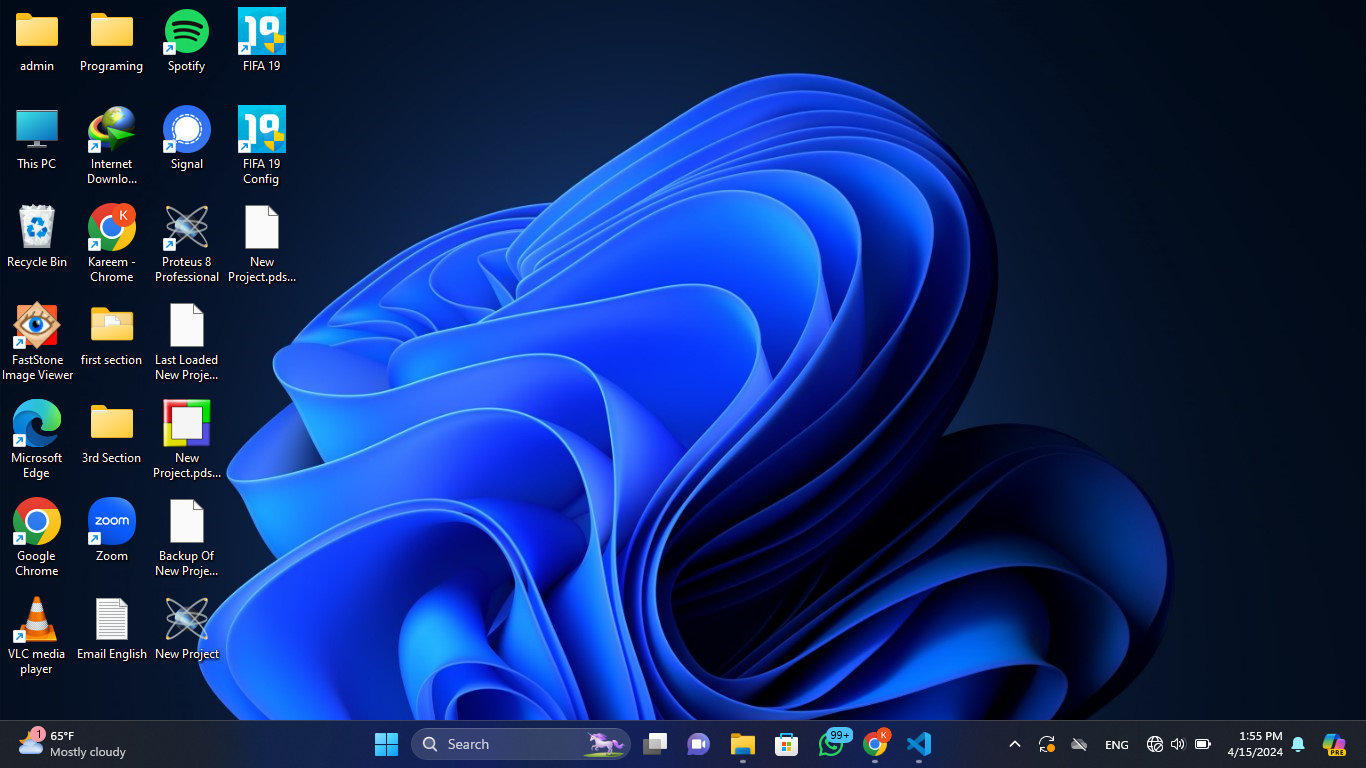 admin
Programing
Spotify
19
FIFA 19
This PC
Internet
Downlo...
Signal
19
FIFA 19
Config
Recycle Bin
K
Kareem -
Chrome
Proteus 8
Professional
New
Project.pds...
FastStone
Image Viewer
first section
Last Loaded
New Proje...
Microsoft
Edge
3rd Section
New
Project.pds...
Google
Chrome
zoom
Zoom
Backup Of
New Proje...
VLC media
player
Email English
New Project
1
65°F
Mostly cloudy
Search
99+
K
ENG
1:55 PM
4/15/2024
PRE